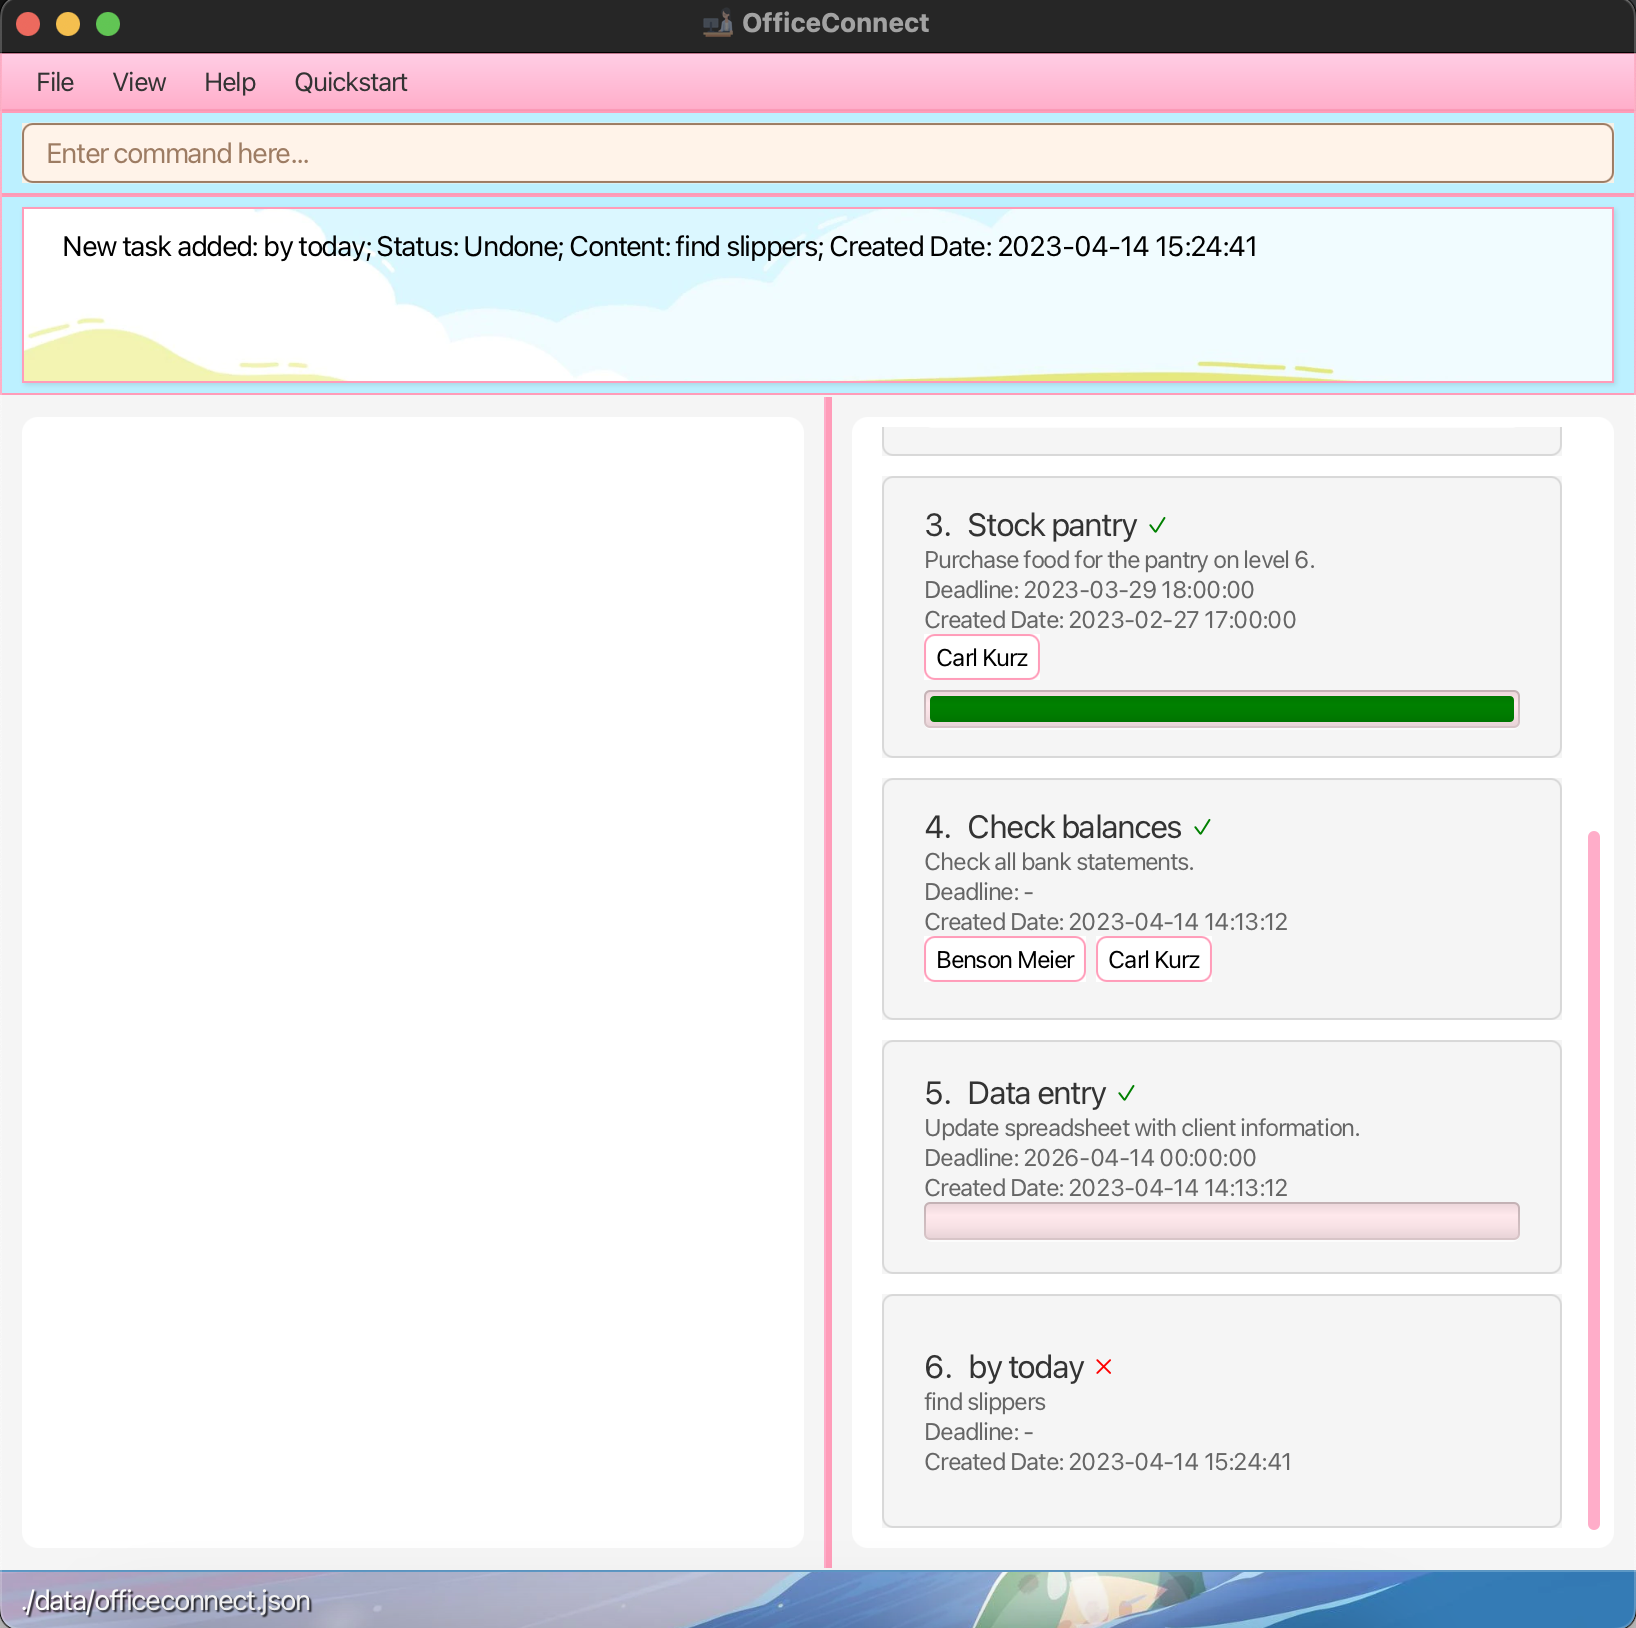 OfficeConnect
File View Help Quickstart
Enter command here...
New task added: by today; Status: Undone; Content: find slippers; Created Date: 2023-04-14 15:24:41
3. Stock pantry ✓
Purchase food for the pantry on level 6.
Deadline: 2023-03-29 18:00:00
Created Date: 2023-02-27 17:00:00
Carl Kurz
4. Check balances ✓
Check all bank statements.
Deadline: -
Created Date: 2023-04-14 14:13:12
Benson Meier Carl Kurz
5. Data entry ✓
Update spreadsheet with client information.
Deadline: 2026-04-14 00:00:00
Created Date: 2023-04-14 14:13:12
6. by today ✕
find slippers
Deadline: -
Created Date: 2023-04-14 15:24:41
./data/officeconnect.json